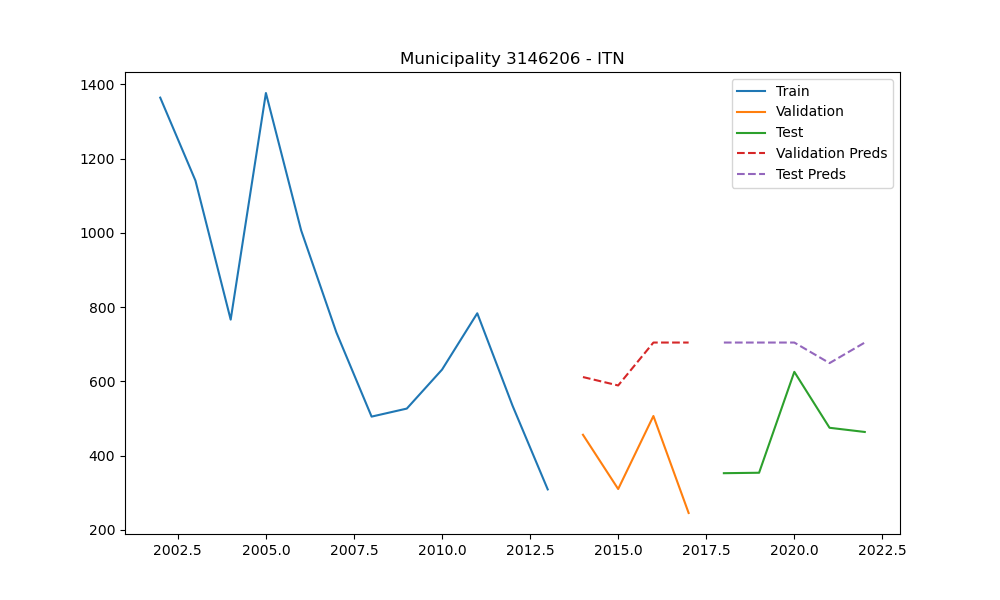 Municipality 3146206 - ITN
1400
1200
1000
800
600
400
200
2002.5
2005.0
2007.5
2010.0
2012.5
2015.0
2017.5
2020.0
2022.5
Train
Validation
Test
Validation Preds
Test Preds